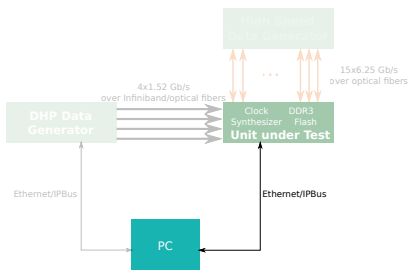 High Speed
Data Generator
4x1.52 Gb/s
over Infiniband/optical fibers
...
15x6.25 Gb/s
over optical fibers
DHP Data
Generator
Clock
Synthesizer
DDR3
Flash
Unit under Test
Ethernet/IPBus
Ethernet/IPBus
PC